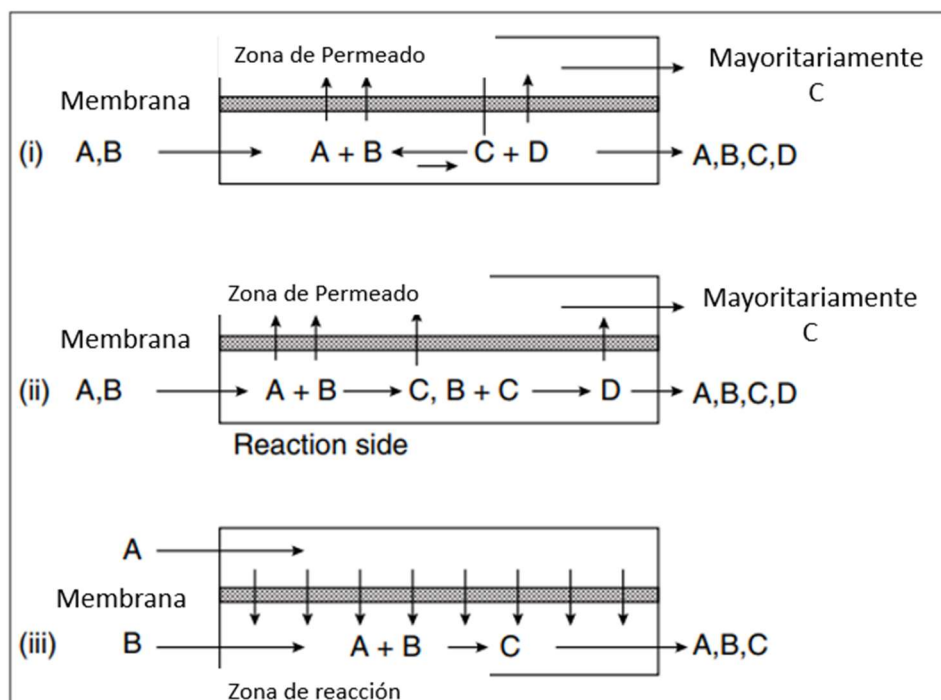 Zona de Permeado
Mayoritariamente
C
Membrana
(i) A,B A + B C + D A,B,C,D
Zona de Permeado
Mayoritariamente
C
Membrana
(ii) A,B A + B C, B + C D A,B,C,D
Reaction side
A
Membrana
(iii) B A + B C A,B,C
Zona de reacción